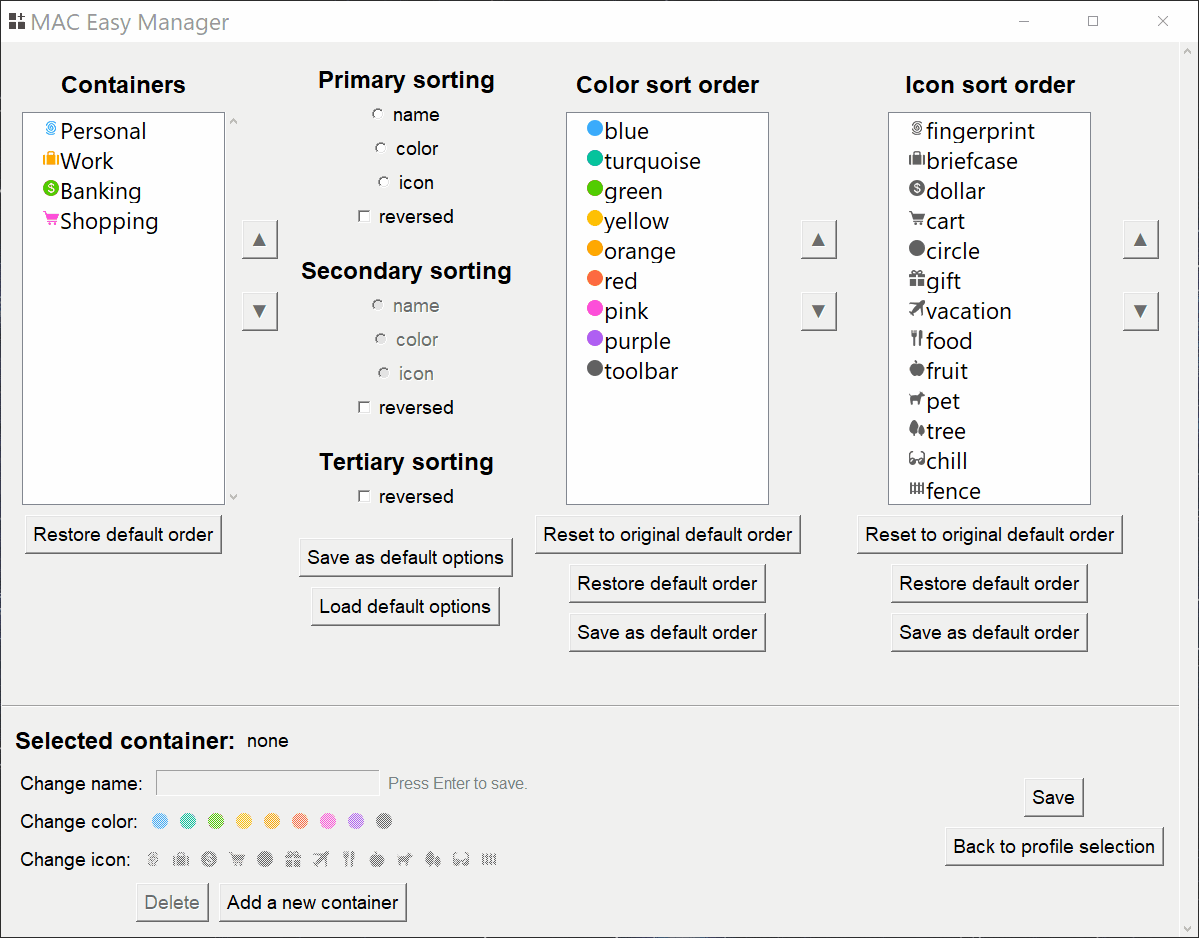 MAC Easy Manager
Containers
Personal
Work
Banking
Shopping
▲
▼
Restore default order
Primary sorting
name
color
icon
reversed
Secondary sorting
name
color
icon
reversed
Tertiary sorting
reversed
Save as default options
Load default options
Color sort order
blue
turquoise
green
yellow
orange
red
pink
purple
toolbar
▲
▼
Reset to original default order
Restore default order
Save as default order
Icon sort order
fingerprint
briefcase
dollar
cart
circle
gift
vacation
food
fruit
pet
tree
chill
fence
▲
▼
Reset to original default order
Restore default order
Save as default order
Selected container: none
Change name: Press Enter to save.
Change color:
Change icon:
Delete Add a new container
Save
Back to profile selection